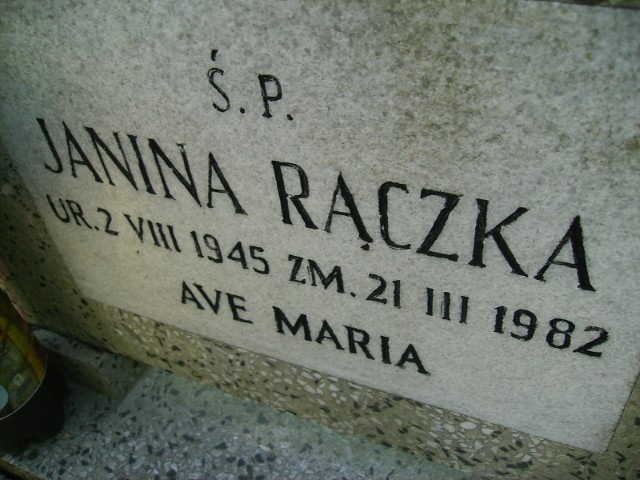 Ś.P.
JANINA RĄCZKA
UR. 2 VIII 1945 ZM. 21 III 1982
AVE MARIA